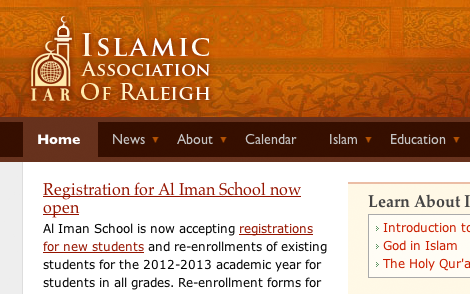 ISLAMIC
ASSOCIATION
OF RALEIGH
IAR
Home News About Calendar Islam Education
Registration for Al Iman School now
open
Al Iman School is now accepting registrations
for new students and re-enrollments of existing
students for the 2012-2013 academic year for
students in all grades. Re-enrollment forms for
Learn About I
Introduction to
God in Islam
The Holy Qur'a